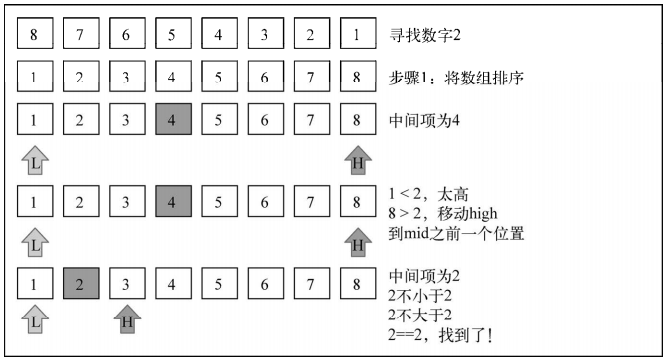 8 7 6 5 4 3 2 1 寻找数字2
1 2 3 4 5 6 7 8 步骤1：将数组排序
1 2 3 4 5 6 7 8 中间项为4
L H
1 2 3 4 5 6 7 8 1 < 2，太高
8 > 2，移动high
L H 到mid之前一个位置
1 2 3 4 5 6 7 8 中间项为2
2不小于2
L H 2不大于2
2==2，找到了！